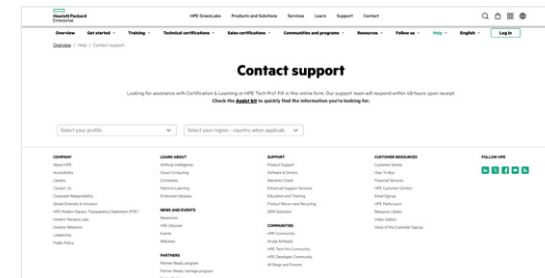 Hewlett Packard
Enterprise
HPE GreenLake Products and Solutions Services Learn Support Contact
Overview Get started Training Technical certifications Sales certifications Communities and programs Resources Follow us Help English Log in
Overview / Help / Contact support
Contact support
Looking for assistance with Certification & Learning or HPE Tech Pro? Fill in this online form. Our support team will respond within 48 hours upon receipt
Check the Assist kit to quickly find the information you're looking for.
Select your profile Select your region - country when applicab
COMPANY
About HPE
Accessibility
Careers
Contact Us
Corporate Responsibility
Global Diversity & Inclusion
HPE Modern Slavery Transparency Statement (PDF)
Hewlett Packard Labs
Investor Relations
Leadership
Public Policy
LEARN ABOUT
Artificial Intelligence
Cloud Computing
Containers
Machine Learning
Enterprise Glossary
NEWS AND EVENTS
Newsroom
HPE Discover
Events
Webinars
PARTNERS
Partner Ready program
Partner Ready Vantage program
SUPPORT
Product Support
Software & Drivers
Warranty Check
Enhanced Support Services
Education and Training
Product Return and Recycling
OEM Solutions
COMMUNITIES
HPE Community
Aruba Airheads
HPE Tech Pro Community
HPE Developer Community
All Blogs and Forums
CUSTOMER RESOURCES
Customer Stories
How To Buy
Financial Services
HPE Customer Centers
Email Signup
HPE MyAccount
Resource Library
Video Gallery
Voice of the Customer Signup
FOLLOW HPE